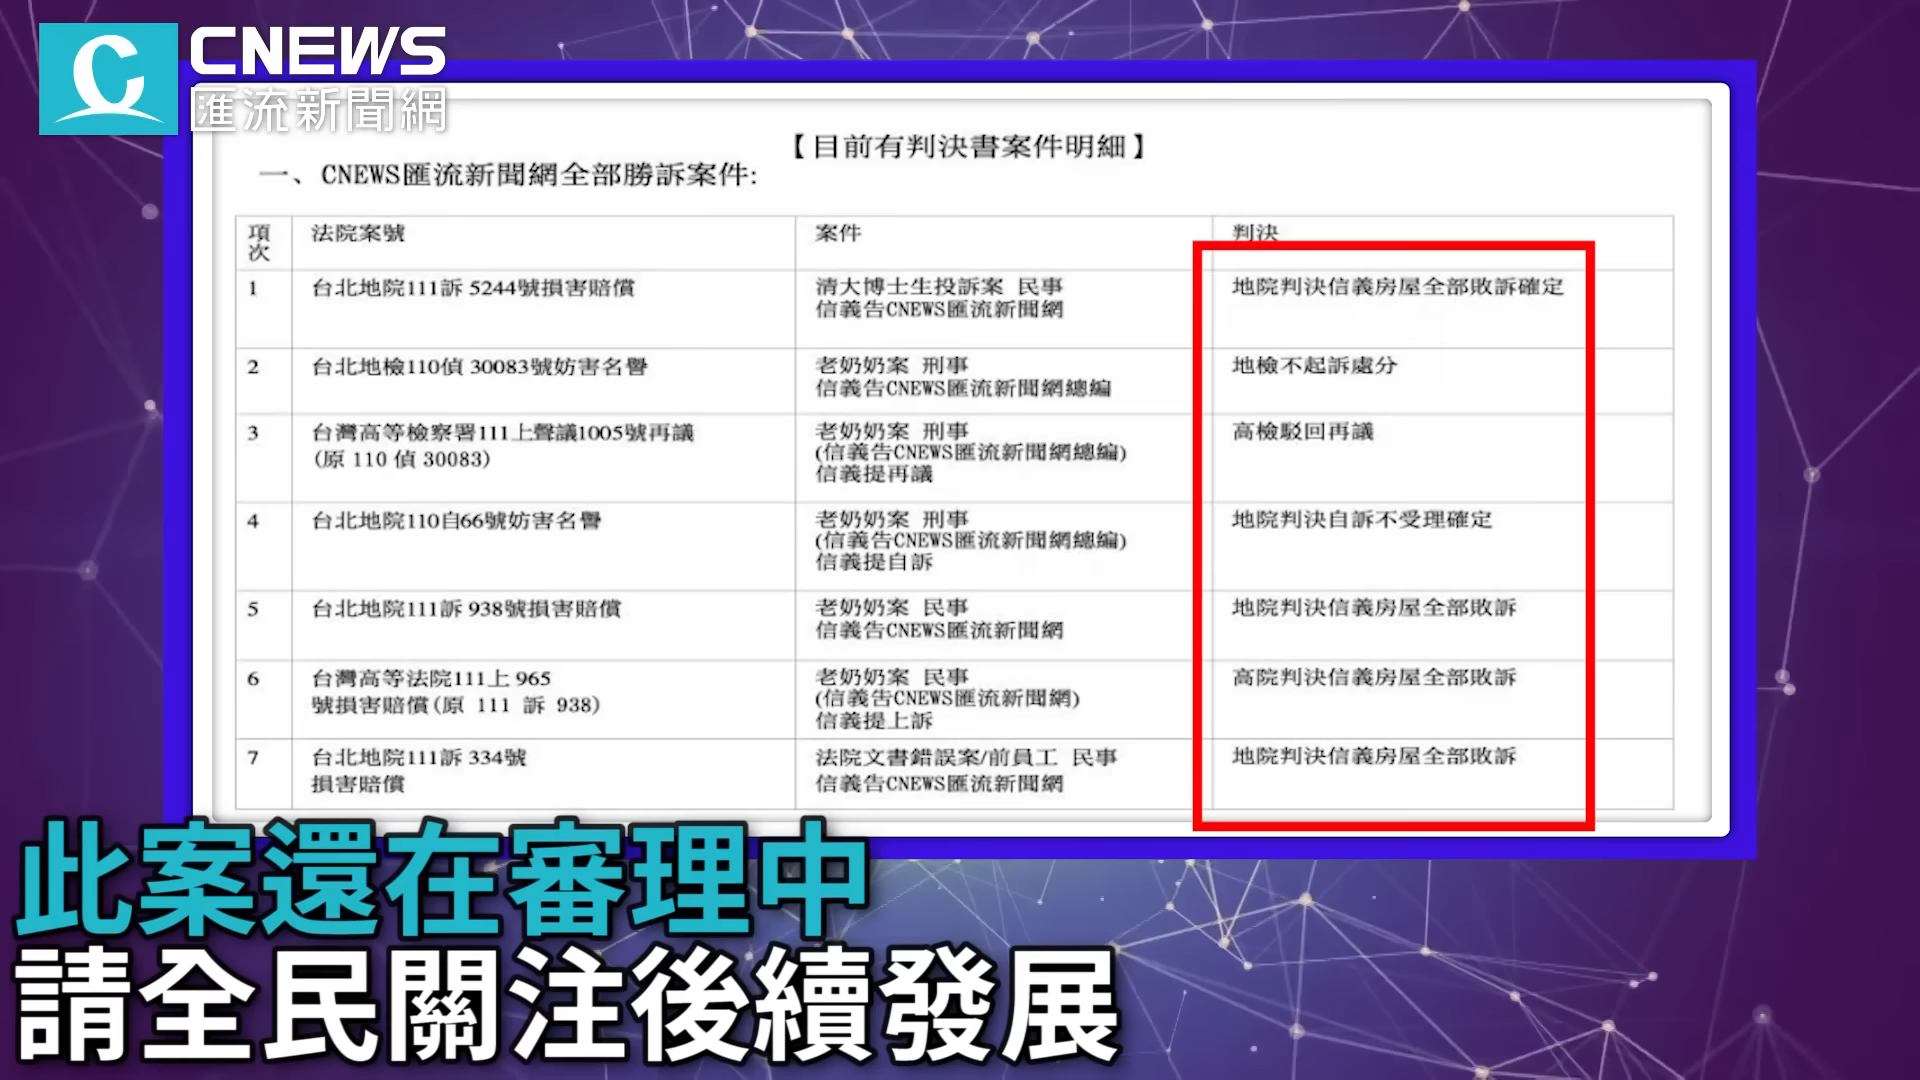 CNEWS
匯流新聞網
【目前有判決書案件明細】
一、CNEWS匯流新聞網全部勝訴案件:
項次 法院案號 案件 判決
1 台北地院111訴 5244號損害賠償 清大博士生投訴案 民事 地院判決信義房屋全部敗訴確定
信義告CNEWS匯流新聞網
2 台北地檢110偵 30083號妨害名譽 老奶奶案 刑事 地檢不起訴處分
信義告CNEWS匯流新聞網總編
3 台灣高等檢察署111上聲議1005號再議 老奶奶案 刑事 高檢駁回再議
(原 110 偵 30083) (信義告CNEWS匯流新聞網總編)
信義提再議
4 台北地院110自66號妨害名譽 老奶奶案 刑事 地院判決自訴不受理確定
(信義告CNEWS匯流新聞網總編)
信義提自訴
5 台北地院111訴 938號損害賠償 老奶奶案 民事 地院判決信義房屋全部敗訴
信義告CNEWS匯流新聞網
6 台灣高等法院111上 965 老奶奶案 民事 高院判決信義房屋全部敗訴
號損害賠償(原 111 訴 938) (信義告CNEWS匯流新聞網)
信義提上訴
7 台北地院111訴 334號 法院文書錯誤案/前員工 民事 地院判決信義房屋全部敗訴
損害賠償 信義告CNEWS匯流新聞網
此案還在審理中
請全民關注後續發展